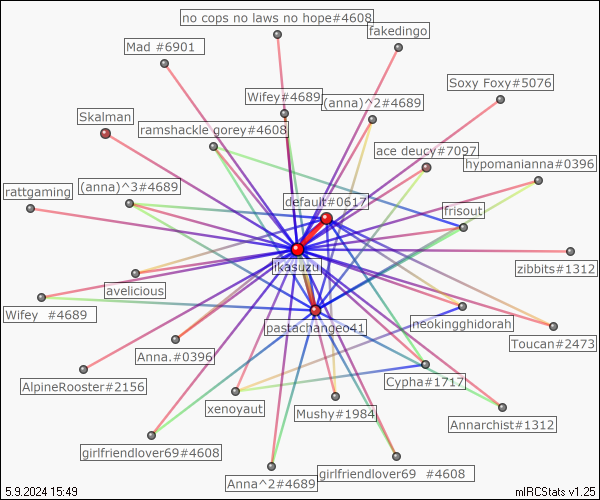 no cops no laws no hope#4608
fakedingo
Mad #6901
Soxy Foxy#5076
Wifey#4689
(anna)^2#4689
Skalman
ramshackle gorey#4608
ace deucy#7097
hypomanianna#0396
rattgaming
(anna)^3#4689
default#0617
frisout
ikasuzu
zibbits#1312
avelicious
Wifey #4689
pastachangeo41
neokingghidorah
Toucan#2473
Anna.#0396
AlpineRooster#2156
Cypha#1717
xenoyaut
Mushy#1984
Annarchist#1312
girlfriendlover69#4608
Anna^2#4689
girlfriendlover69 #4608
5.9.2024 15:49
mIRCStats v1.25